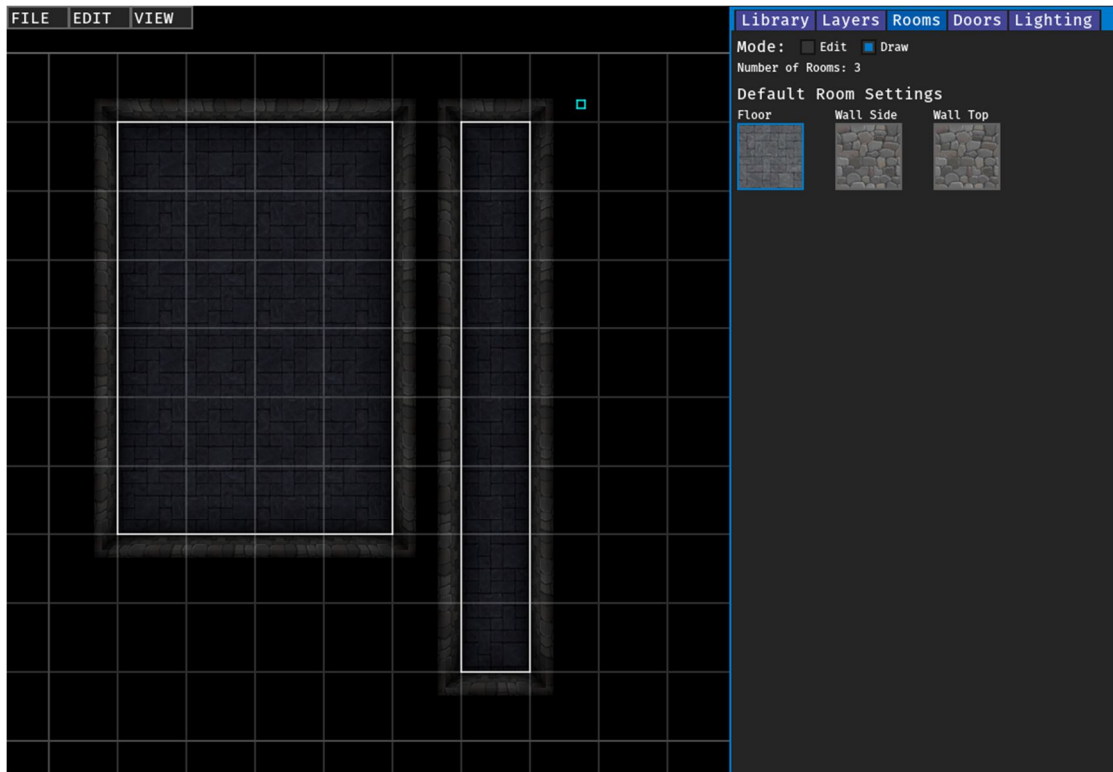 FILE EDIT VIEW
Library Layers Rooms Doors Lighting
Mode: Edit Draw
Number of Rooms: 3
Default Room Settings
Floor Wall Side Wall Top